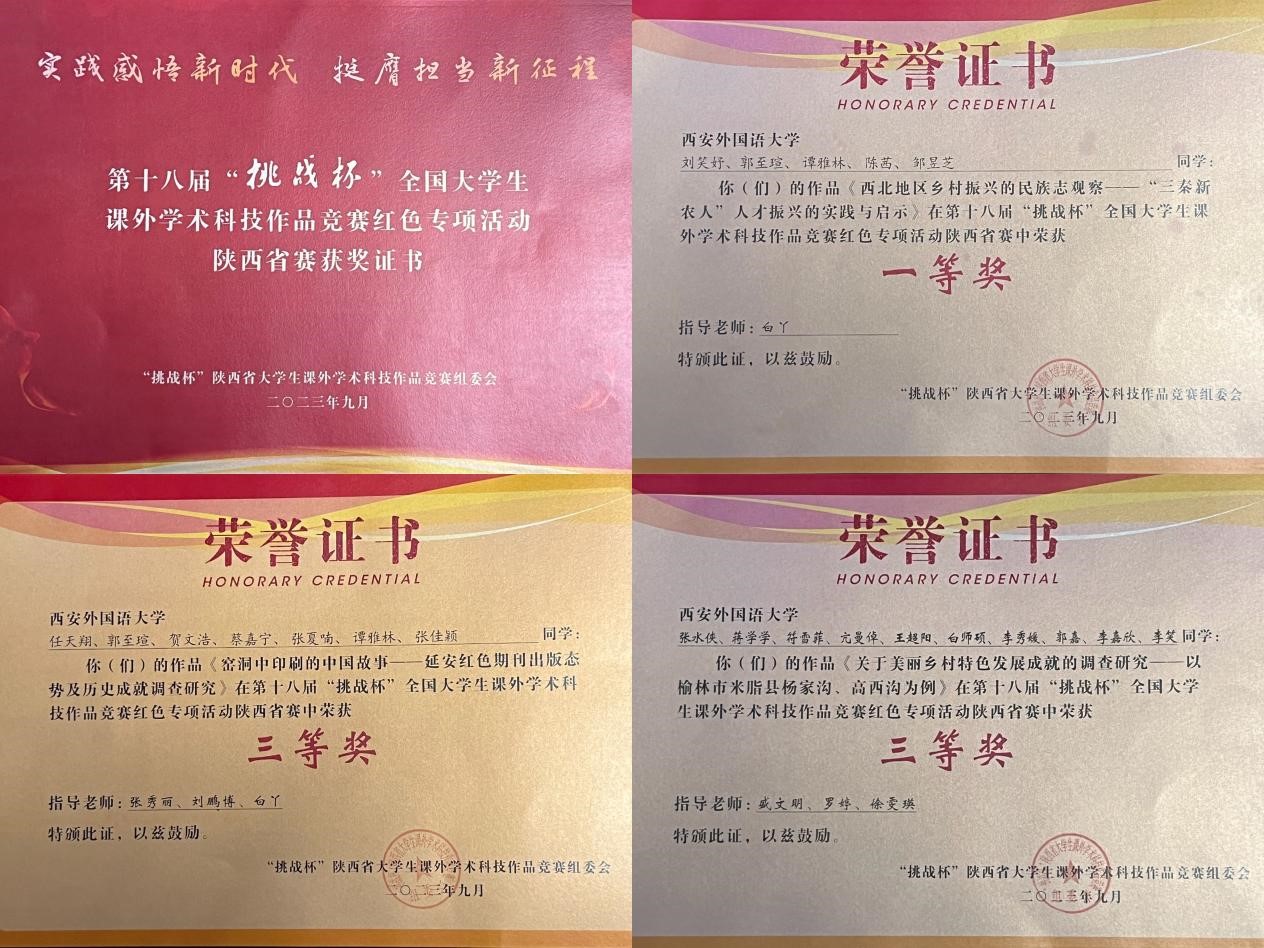 实践感悟新时代 挺膺担当新征程
第十八届“挑战杯”全国大学生
课外学术科技作品竞赛红色专项活动
陕西省赛获奖证书
“挑战杯”陕西省大学生课外学术科技作品竞赛组委会
二〇二三年九月
荣誉证书
HONORARY CREDENTIAL
西安外国语大学
刘笑妤、郭至瑄、谭雅林、陈茜、邹昱芝 同学：
你（们）的作品《西北地区乡村振兴的民族志观察——“三秦新
农人”人才振兴的实践与启示》在第十八届“挑战杯”全国大学生课
外学术科技作品竞赛红色专项活动陕西省赛中荣获
一等奖
指导老师：白丫
特颁此证，以兹鼓励。
“挑战杯”陕西省大学生课外学术科技作品竞赛组委会
二〇二三年九月
荣誉证书
HONORARY CREDENTIAL
西安外国语大学
任天翔、郭至瑄、贺文浩、蔡嘉宁、张夏喃、谭雅林、张佳颖 同学：
你（们）的作品《窑洞中印刷的中国故事——延安红色期刊出版态
势及历史成就调查研究》在第十八届“挑战杯”全国大学生课外学术科
技作品竞赛红色专项活动陕西省赛中荣获
三等奖
指导老师：张秀丽、刘鹏博、白丫
特颁此证，以兹鼓励。
“挑战杯”陕西省大学生课外学术科技作品竞赛组委会
二〇二三年九月
荣誉证书
HONORARY CREDENTIAL
西安外国语大学
张水侠、蒋学学、符雪菲、亢曼倬、王超阳、白师硕、李秀媛、郭嘉、李嘉欣、李笑 同学：
你（们）的作品《关于美丽乡村特色发展成就的调查研究——以
榆林市米脂县杨家沟、高西沟为例》在第十八届“挑战杯”全国大学
生课外学术科技作品竞赛红色专项活动陕西省赛中荣获
三等奖
指导老师：盛文明、罗婷、徐雯瑛
特颁此证，以兹鼓励。
“挑战杯”陕西省大学生课外学术科技作品竞赛组委会
二〇二三年九月